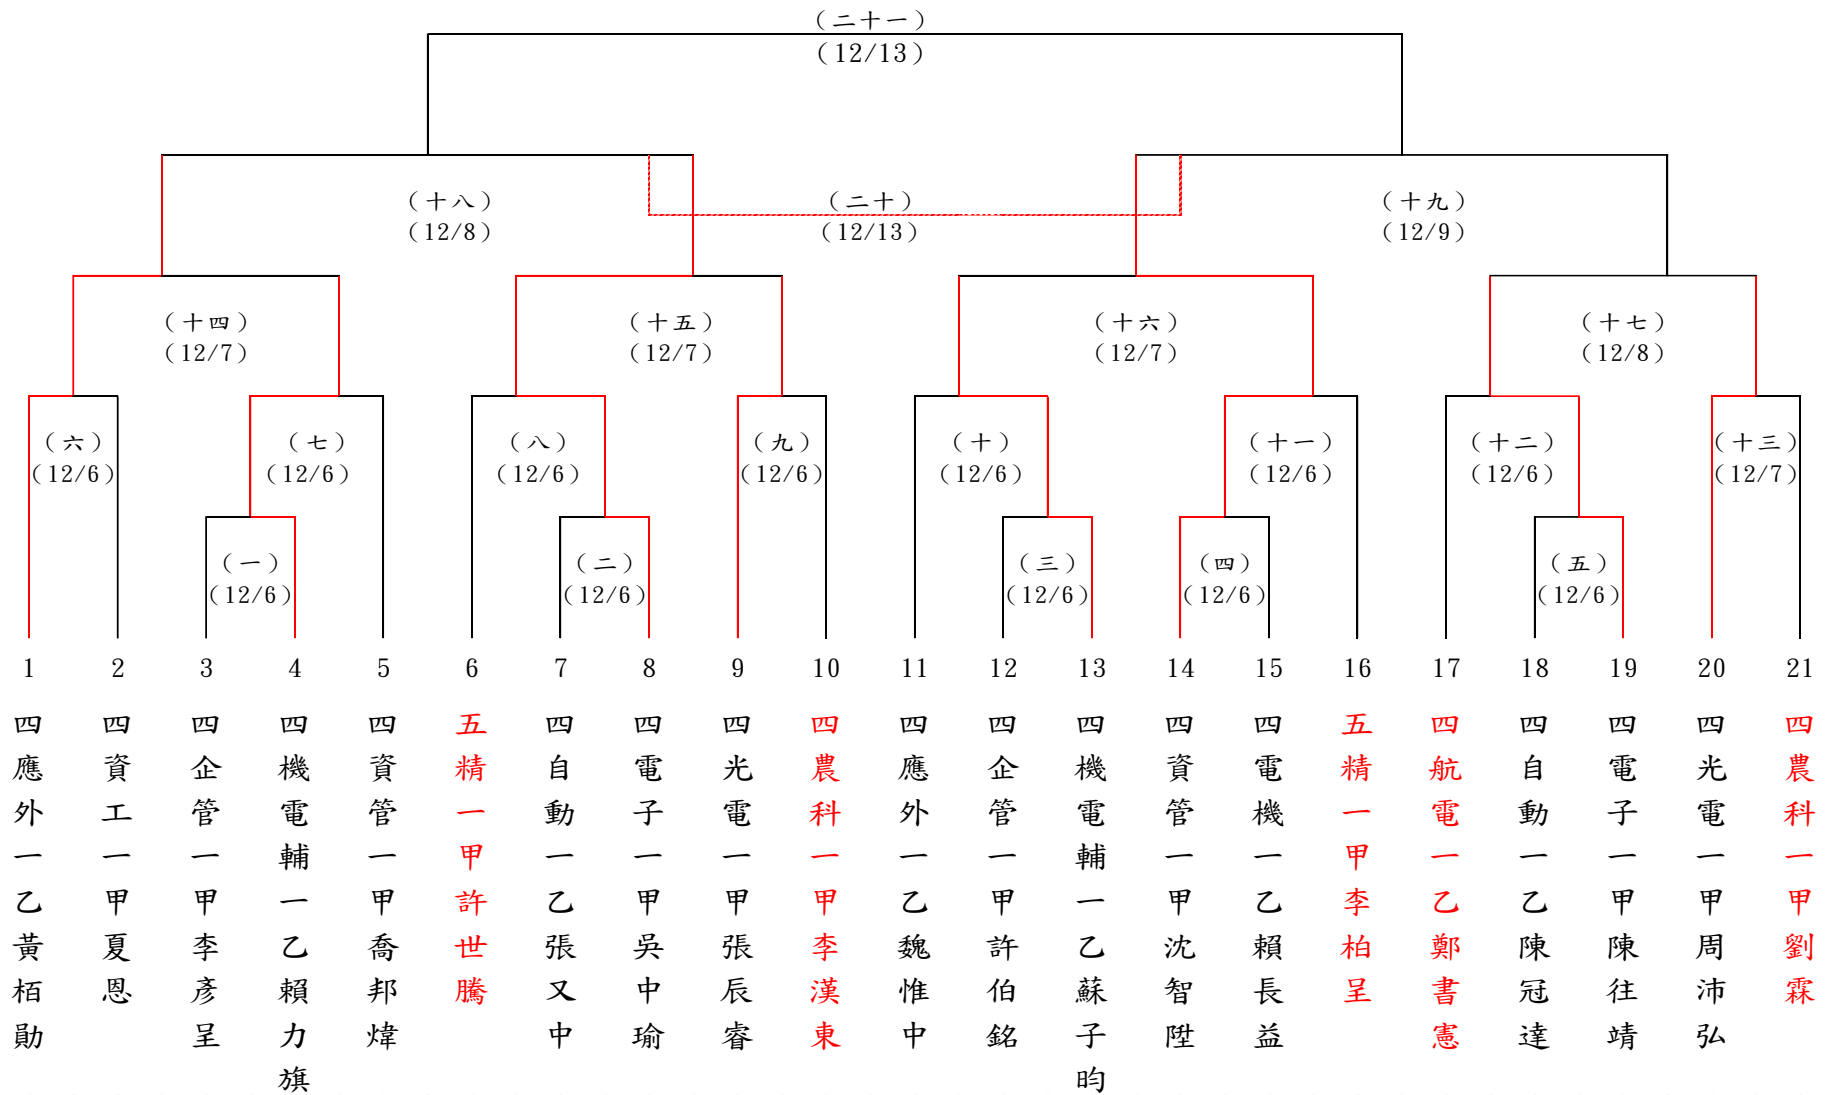 （二十一）
（12/13）
（十八）
（12/8）
（二十）
（12/13）
（十九）
（12/9）
（十四）
（12/7）
（十五）
（12/7）
（十六）
（12/7）
（十七）
（12/8）
（六）
（12/6）
（七）
（12/6）
（八）
（12/6）
（九）
（12/6）
（十）
（12/6）
（十一）
（12/6）
（十二）
（12/6）
（十三）
（12/7）
（一）
（12/6）
（二）
（12/6）
（三）
（12/6）
（四）
（12/6）
（五）
（12/6）
1
四應外一乙黃栢勛
2
四資工一甲夏恩
3
四企管一甲李彥呈
4
四機電輔一乙賴力旗
5
四資管一甲喬邦煒
6
五精一甲許世騰
7
四自動一乙張又中
8
四電子一甲吳中瑜
9
四光電一甲張辰睿
10
四農科一甲李漢東
11
四應外一乙魏惟中
12
四企管一甲許伯銘
13
四機電輔一乙蘇子昀
14
四資管一甲沈智陞
15
四電機一乙賴長益
16
五精一甲李柏呈
17
四航電一乙鄭書憲
18
四自動一乙陳冠達
19
四電子一甲陳往靖
20
四光電一甲周沛弘
21
四農科一甲劉霖